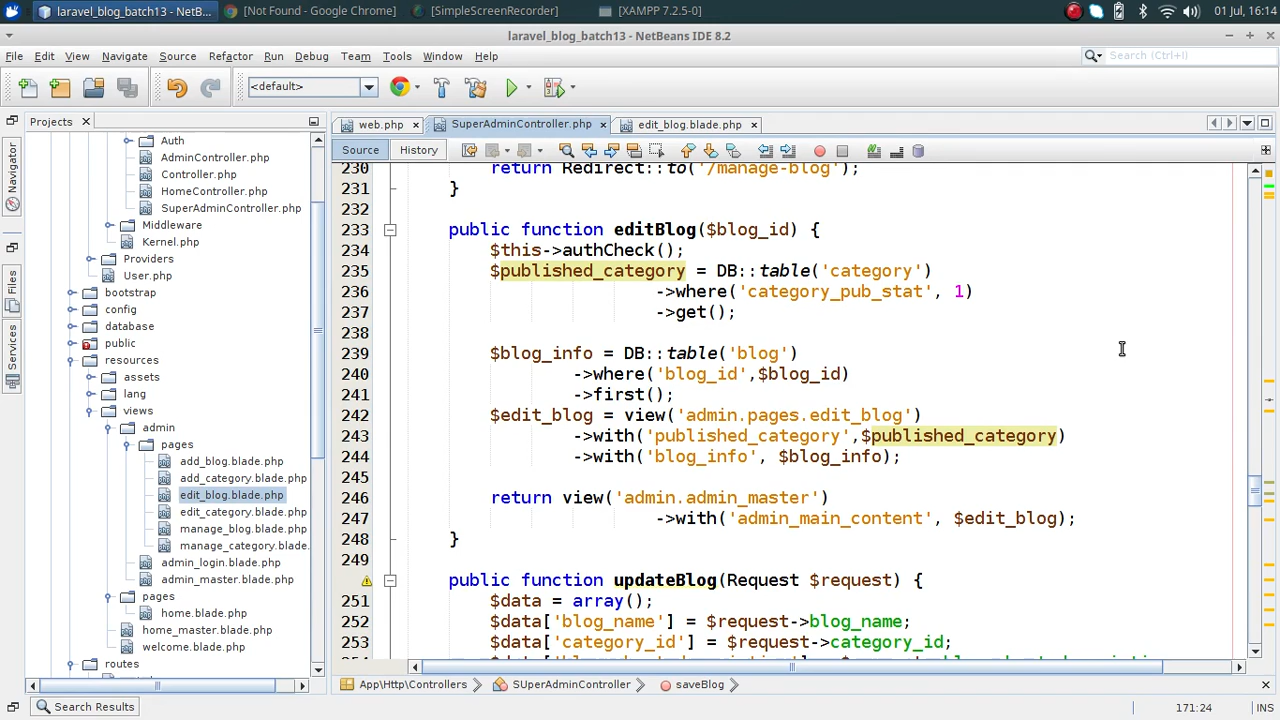 laravel_blog_batch13 - NetB... [Not Found - Google Chrome] [SimpleScreenRecorder] [XAMPP 7.2.5-0] 01 Jul, 16:14
laravel_blog_batch13 - NetBeans IDE 8.2
File Edit View Navigate Source Refactor Run Debug Team Tools Window Help Search (Ctrl+I)
<default>
Projects
web.php SuperAdminController.php edit_blog.blade.php
Source History
Navigator
Files
Services
Auth
AdminController.php
Controller.php
HomeController.php
SuperAdminController.php
Middleware
Kernel.php
Providers
User.php
bootstrap
config
database
public
resources
assets
lang
views
admin
pages
add_blog.blade.php
add_category.blade.php
edit_blog.blade.php
edit_category.blade.php
manage_blog.blade.php
manage_category.blade.
admin_login.blade.php
admin_master.blade.php
pages
home.blade.php
home_master.blade.php
welcome.blade.php
routes
230 return Redirect::to('/manage-blog');
231 }
232
233 public function editBlog($blog_id) {
234 $this->authCheck();
235 $published_category = DB::table('category')
236 ->where('category_pub_stat', 1)
237 ->get();
238
239 $blog_info = DB::table('blog')
240 ->where('blog_id',$blog_id)
241 ->first();
242 $edit_blog = view('admin.pages.edit_blog')
243 ->with('published_category',$published_category)
244 ->with('blog_info', $blog_info);
245
246 return view('admin.admin_master')
247 ->with('admin_main_content', $edit_blog);
248 }
249
public function updateBlog(Request $request) {
251 $data = array();
252 $data['blog_name'] = $request->blog_name;
253 $data['category_id'] = $request->category_id;
App\Http\Controllers SUperAdminController saveBlog
Search Results
171:24 INS